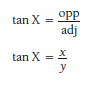 tan X = opp/adj
tan X = x/y